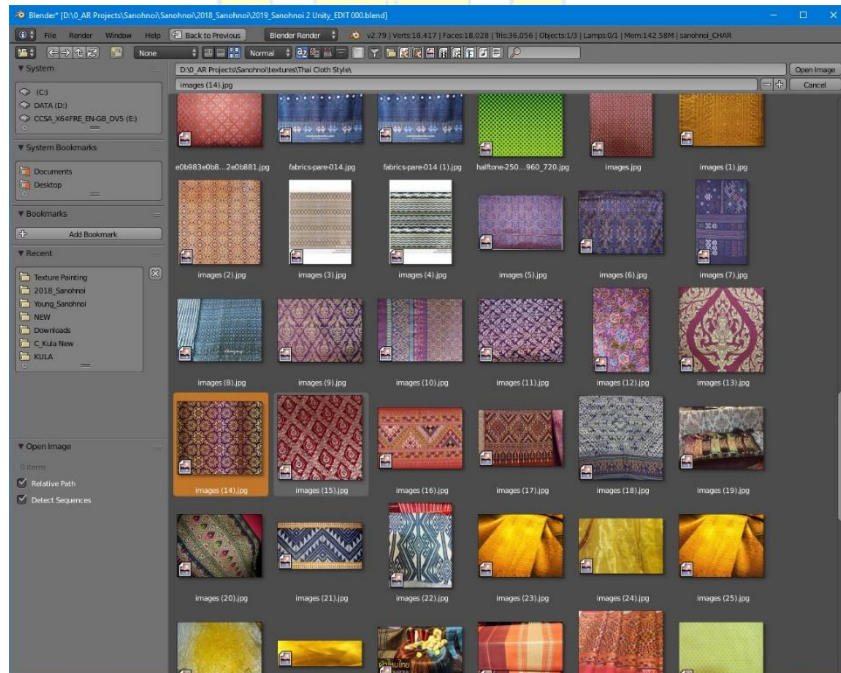 Blender* [D:\0_AR Projects\Sanohnoi\Sanohnoi\2018_Sanohnoi\2019_Sanohnoi 2 Unity_EDIT 000.blend]
File Render Window Help Back to Previous Blender Render v2.79 | Verts:18,417 | Faces:18,028 | Tris:36,056 | Objects:1/3 | Lamps:0/1 | Mem:142.58M | sanohnoi_CHAR
None Normal
System
(C:)
DATA (D:)
CCSA_X64FRE_EN-GB_DV5 (E:)
System Bookmarks
Documents
Desktop
Bookmarks
Add Bookmark
Recent
Texture Painting
2018_Sanohnoi
Young_Sanohnoi
NEW
Downloads
C_Kula New
KULA
Open Image
0 items
Relative Path
Detect Sequences
D:\0_AR Projects\Sanohnoi\textures\Thai Cloth Style\ Open Image
images (14).jpg Cancel
e0b983e0b8...2e0b881.jpg fabrics-pare-014.jpg fabrics-pare-014 (1).jpg halftone-250...960_720.jpg images.jpg images (1).jpg
images (2).jpg images (3).jpg images (4).jpg images (5).jpg images (6).jpg images (7).jpg
images (8).jpg images (9).jpg images (10).jpg images (11).jpg images (12).jpg images (13).jpg
images (14).jpg images (15).jpg images (16).jpg images (17).jpg images (18).jpg images (19).jpg
images (20).jpg images (21).jpg images (22).jpg images (23).jpg images (24).jpg images (25).jpg